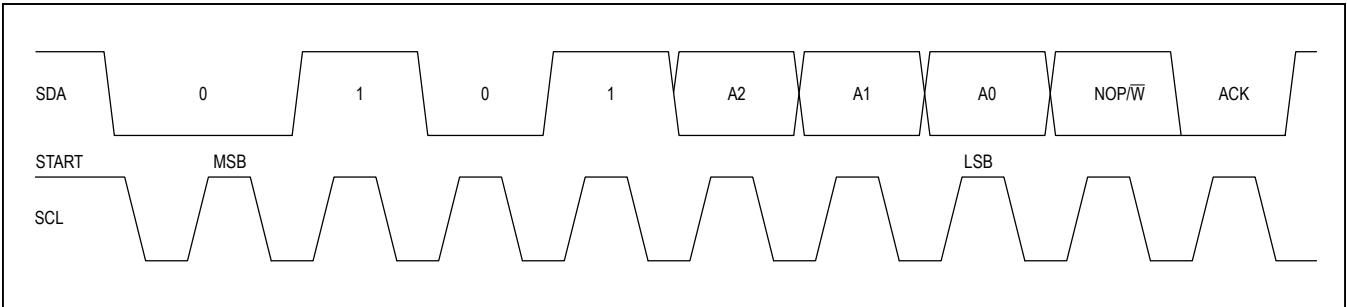 SDA 0 1 0 1 A2 A1 A0 NOP/W̅ ACK
START MSB LSB
SCL